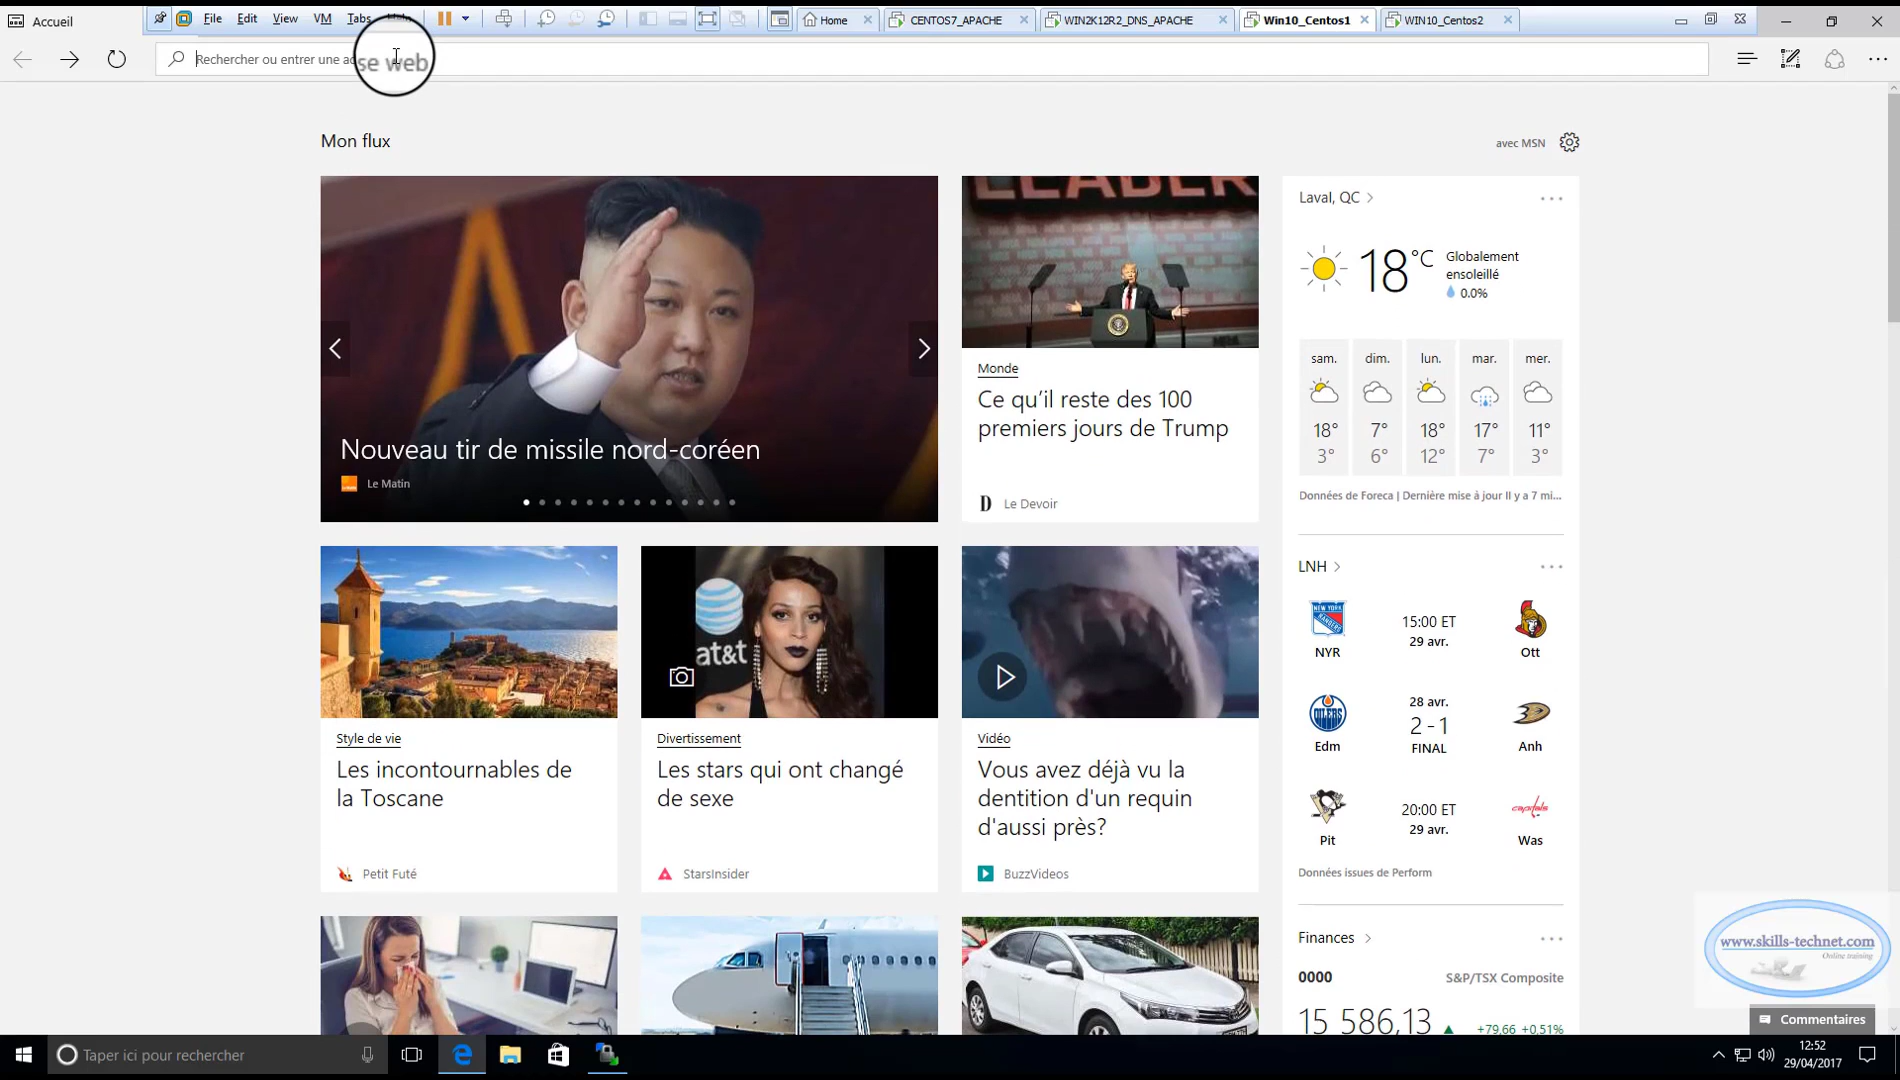 Accueil
File Edit View VM Tabs
Home
CENTOS7_APACHE
WIN2K12R2_DNS_APACHE
Win10_Centos1
WIN10_Centos2
Rechercher ou entrer une ad
se web
Mon flux
avec MSN
LEADER
Nouveau tir de missile nord-coréen
Le Matin
Monde
Ce qu'il reste des 100
premiers jours de Trump
Le Devoir
Laval, QC
18 °C
Globalement
ensoleillé
0.0%
sam. dim. lun. mar. mer.
18° 7° 18° 17° 11°
3° 6° 12° 7° 3°
Données de Foreca | Dernière mise à jour Il y a 7 mi...
LNH
15:00 ET
29 avr.
NYR Ott
28 avr.
2 - 1
FINAL
Edm Anh
20:00 ET
29 avr.
Pit Was
Données issues de Perform
at&t
Style de vie
Les incontournables de
la Toscane
Petit Futé
Divertissement
Les stars qui ont changé
de sexe
StarsInsider
Vidéo
Vous avez déjà vu la
dentition d'un requin
d'aussi près?
BuzzVideos
Finances
0000 S&P/TSX Composite
15 586,13 +79,66 +0,51%
www.skills-technet.com
Online training
Commentaires
Taper ici pour rechercher
12:52
29/04/2017